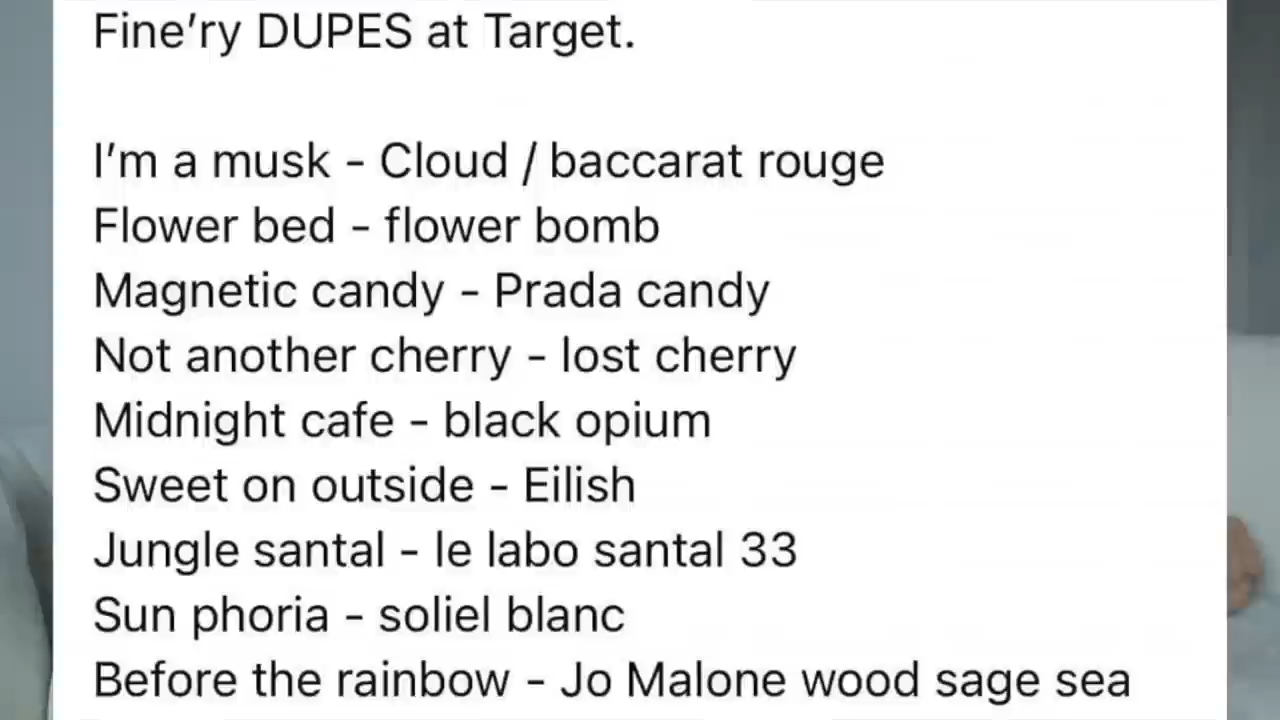 Fine’ry DUPES at Target.
I’m a musk - Cloud / baccarat rouge
Flower bed - flower bomb
Magnetic candy - Prada candy
Not another cherry - lost cherry
Midnight cafe - black opium
Sweet on outside - Eilish
Jungle santal - le labo santal 33
Sun phoria - soliel blanc
Before the rainbow - Jo Malone wood sage sea